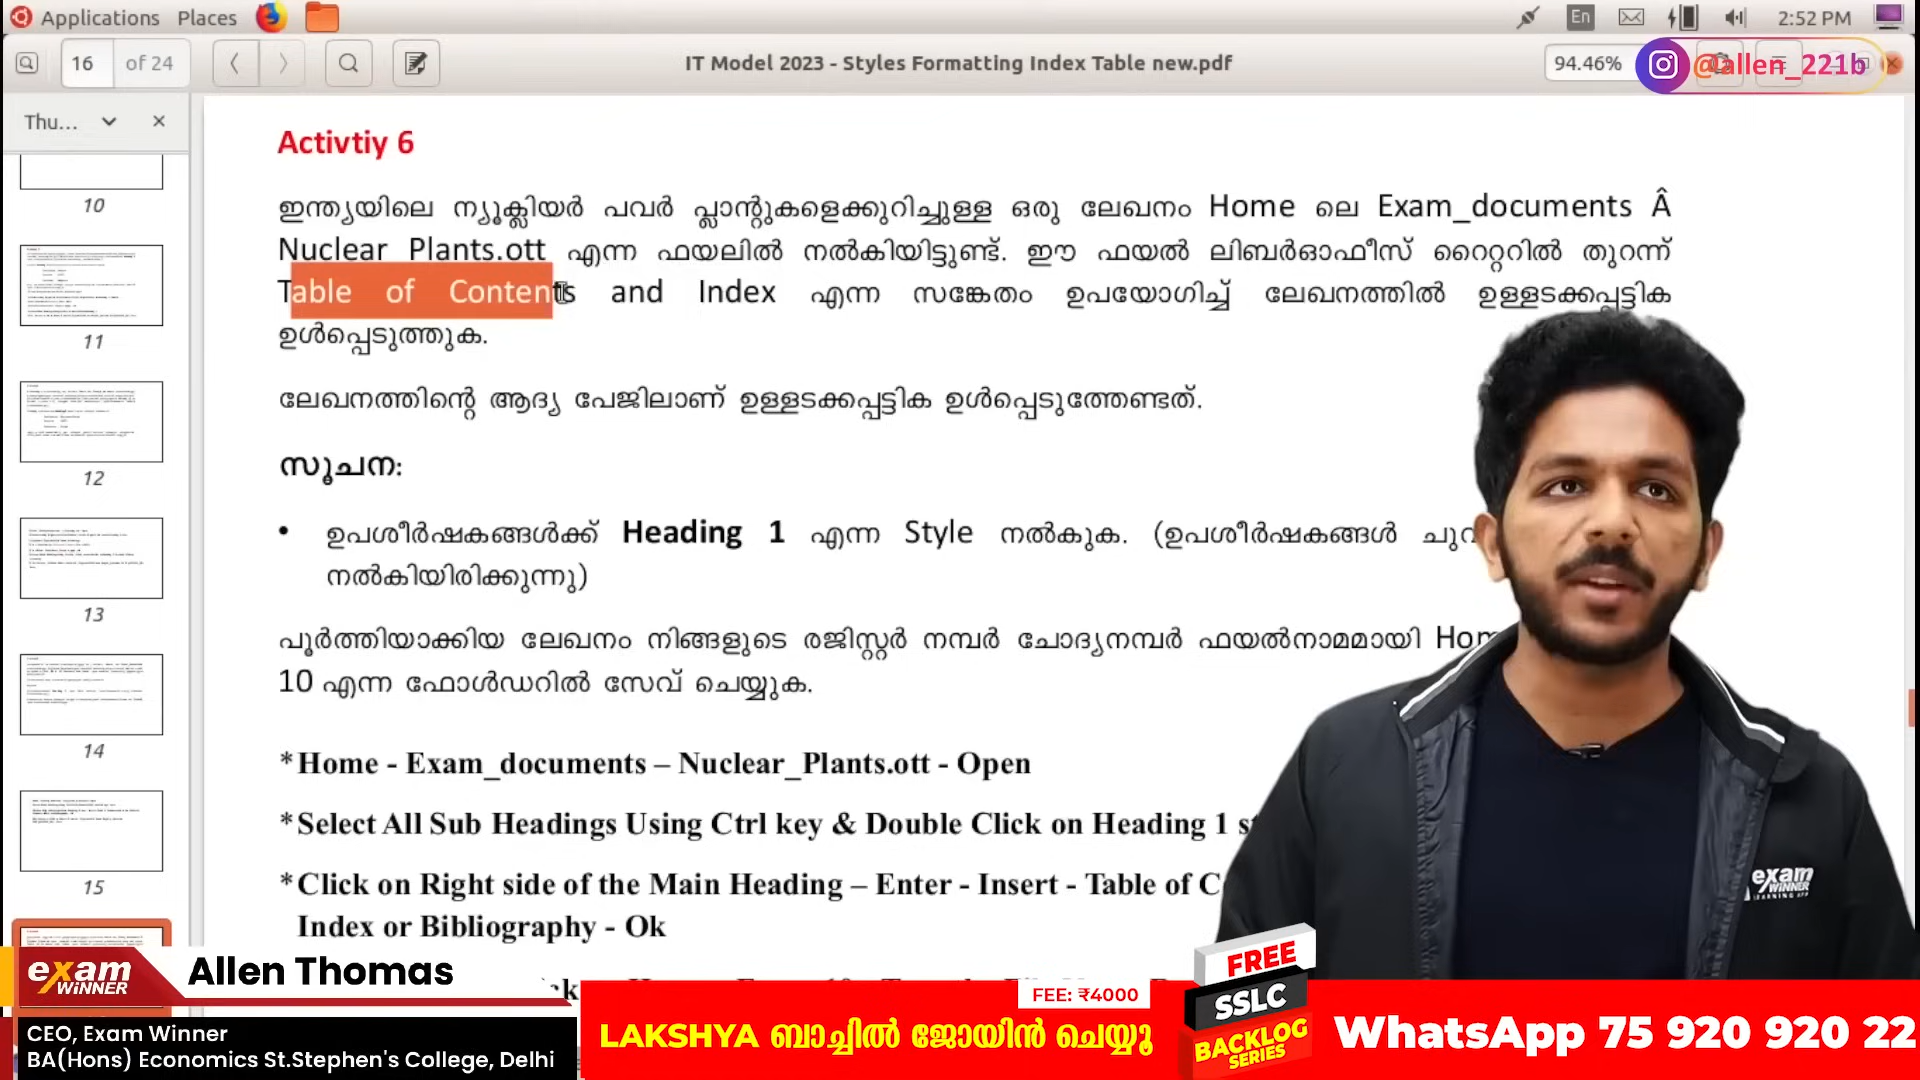 Applications Places
En
2:52 PM
16 of 24
IT Model 2023 - Styles Formatting Index Table new.pdf
94.46%
@allen_221b
Thu...
10
11
12
13
14
15
Activtiy 6
ഇന്ത്യയിലെ ന്യൂക്ലിയർ പവർ പ്ലാന്റുകളെക്കുറിച്ചുള്ള ഒരു ലേഖനം Home ലെ Exam_documents Â
Nuclear Plants.ott എന്ന ഫയലിൽ നൽകിയിട്ടുണ്ട്. ഈ ഫയൽ ലിബർഓഫീസ് റൈറ്ററിൽ തുറന്ന്
Table of Contents and Index എന്ന സങ്കേതം ഉപയോഗിച്ച് ലേഖനത്തിൽ ഉള്ളടക്കപ്പട്ടിക
ഉൾപ്പെടുത്തുക.
ലേഖനത്തിന്റെ ആദ്യ പേജിലാണ് ഉള്ളടക്കപ്പട്ടിക ഉൾപ്പെടുത്തേണ്ടത്.
സൂചന:
• ഉപശീർഷകങ്ങൾക്ക് Heading 1 എന്ന Style നൽകുക. (ഉപശീർഷകങ്ങൾ
നൽകിയിരിക്കുന്നു)
പൂർത്തിയാക്കിയ ലേഖനം നിങ്ങളുടെ രജിസ്റ്റർ നമ്പർ ചോദ്യനമ്പർ ഫയൽനാമമായി
10 എന്ന ഫോൾഡറിൽ സേവ് ചെയ്യുക.
*Home - Exam_documents – Nuclear_Plants.ott - Open
*Select All Sub Headings Using Ctrl key & Double Click on Heading 1
*Click on Right side of the Main Heading – Enter - Insert - Table of
Index or Bibliography - Ok
exam
WiNNER
LEARNING APP
exam
WiNNER
Allen Thomas
CEO, Exam Winner
BA(Hons) Economics St.Stephen's College, Delhi
FEE: ₹4000
LAKSHYA ബാച്ചിൽ ജോയിൻ ചെയ്യൂ
FREE
SSLC
BACKLOG
SERIES
WhatsApp 75 920 920 22